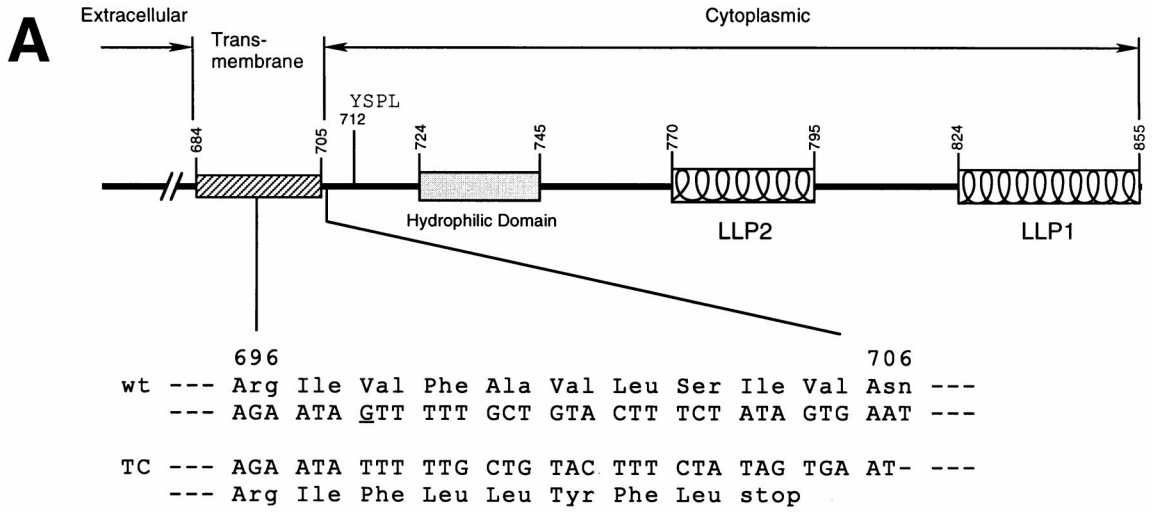 A
Extracellular
Cytoplasmic
Trans-
membrane
YSPL
712
684
705
724
745
770
795
824
855
Hydrophilic Domain
LLP2
LLP1
696
706
wt --- Arg Ile Val Phe Ala Val Leu Ser Ile Val Asn ---
--- AGA ATA GTT TTT GCT GTA CTT TCT ATA GTG AAT ---
TC --- AGA ATA TTT TTG CTG TAC TTT CTA TAG TGA AT- ---
--- Arg Ile Phe Leu Leu Tyr Phe Leu stop